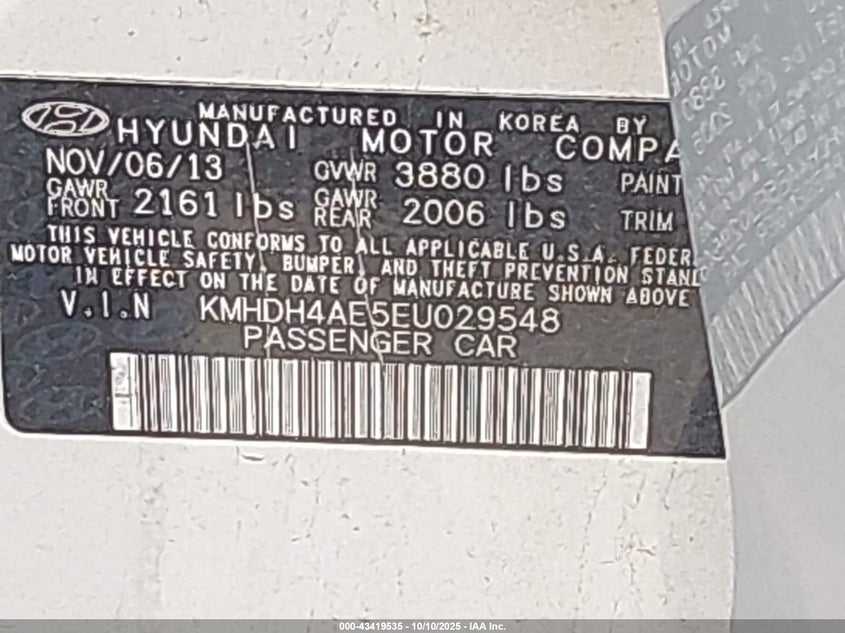 MANUFACTURED IN KOREA BY
HYUNDAI MOTOR COMPA
NOV/06/13 GVWR 3880 lbs PAINT
GAWR FRONT 2161 lbs GAWR REAR 2006 lbs TRIM
THIS VEHICLE CONFORMS TO ALL APPLICABLE U.S.A. FEDER
MOTOR VEHICLE SAFETY, BUMPER, AND THEFT PREVENTION STAND
IN EFFECT ON THE DATE OF MANUFACTURE SHOWN ABOVE
V.I.N KMHDH4AE5EU029548
PASSENGER CAR
000-43419535 - 10/10/2025 - IAA Inc.